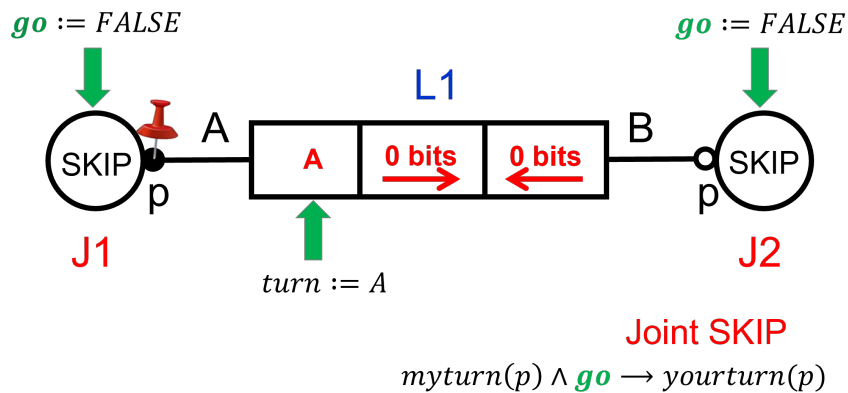 go := FALSE
go := FALSE
L1
A
B
SKIP
A
0 bits
0 bits
SKIP
p
p
J1
J2
turn := A
Joint SKIP
myturn(p) ∧ go ⟶ yourturn(p)